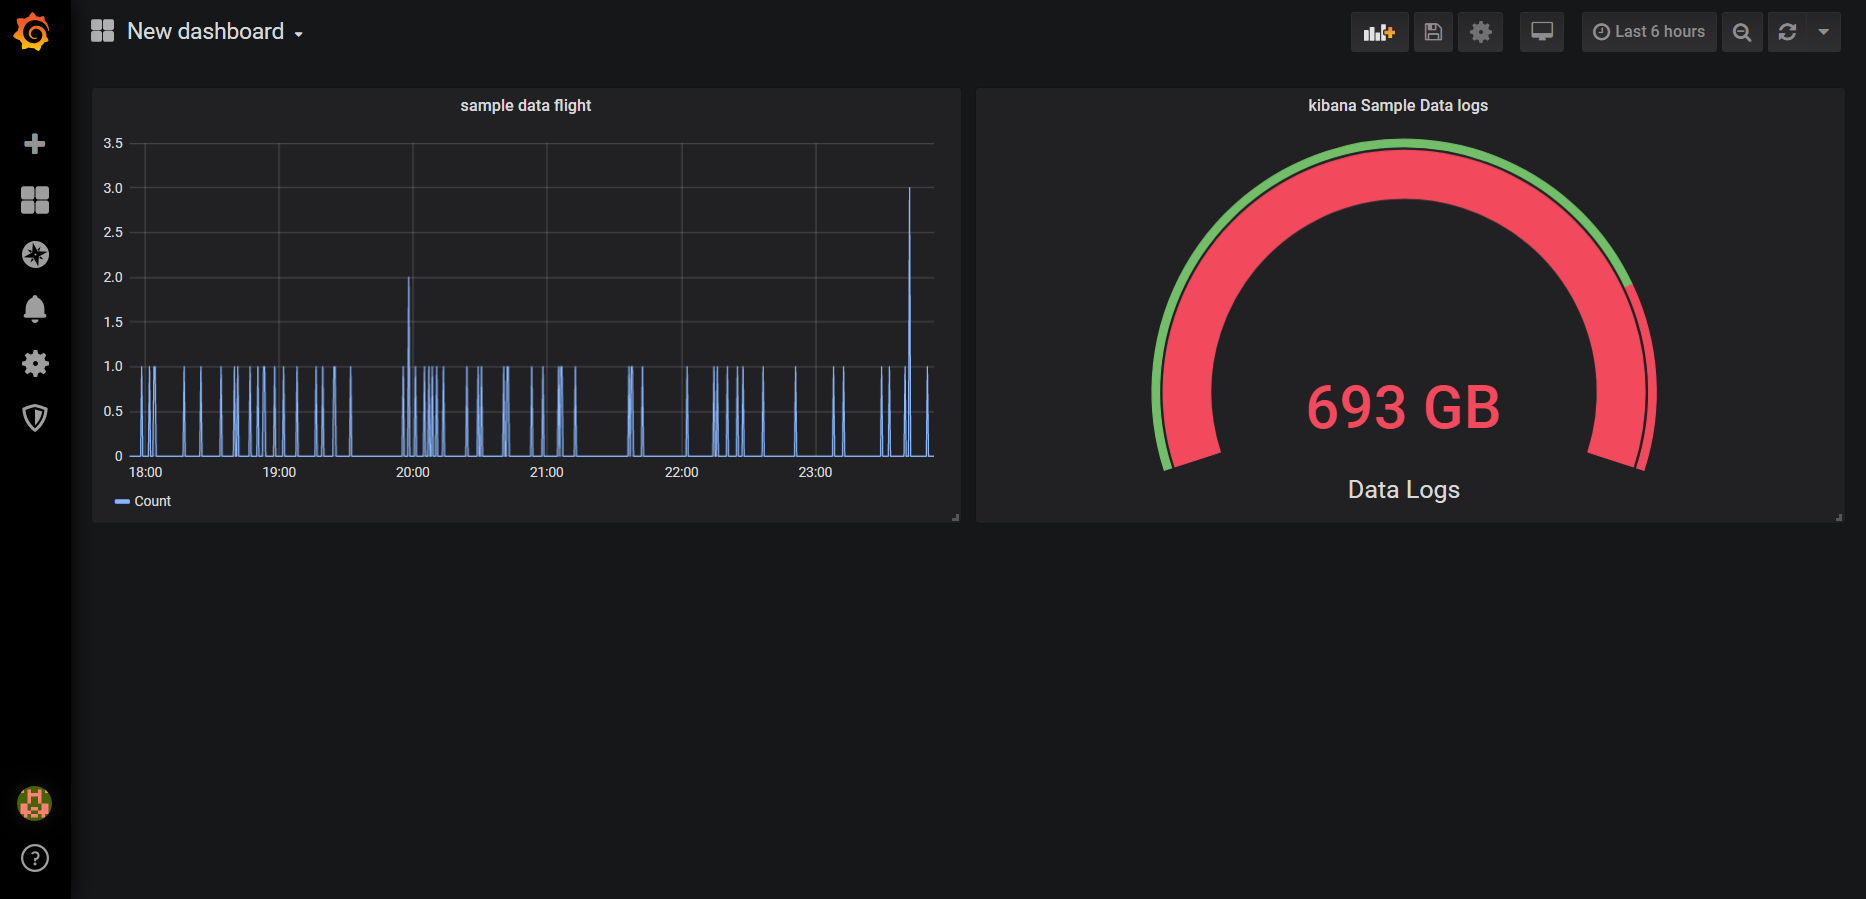 New dashboard
Last 6 hours
sample data flight
3.5
3.0
2.5
2.0
1.5
1.0
0.5
0
18:00 19:00 20:00 21:00 22:00 23:00
Count
kibana Sample Data logs
693 GB
Data Logs
?